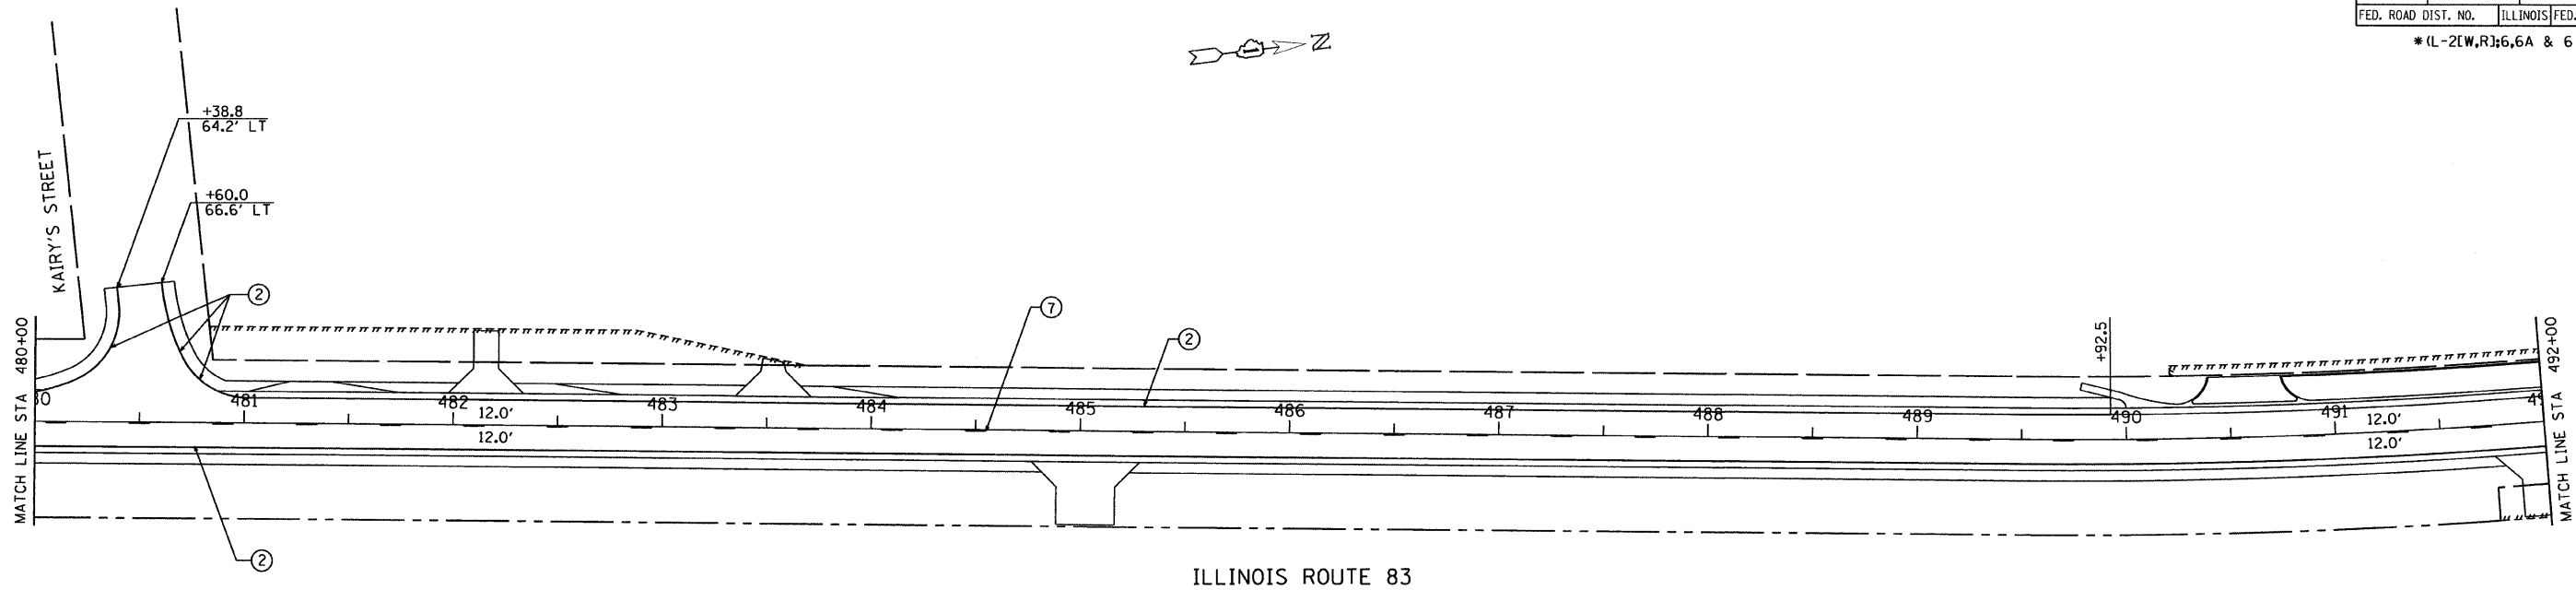 FED. ROAD DIST. NO. ILLINOIS FED.
*(L-2[W,R];6,6A & 6
Z
+38.8
64.2' LT
+60.0
66.6' LT
KAIRY'S STREET
MATCH LINE STA 480+00
2
7
2
+92.5
MATCH LINE STA 492+00
80 481 482 483 484 485 486 487 488 489 490 491 49
12.0' 12.0'
12.0' 12.0'
2
ILLINOIS ROUTE 83